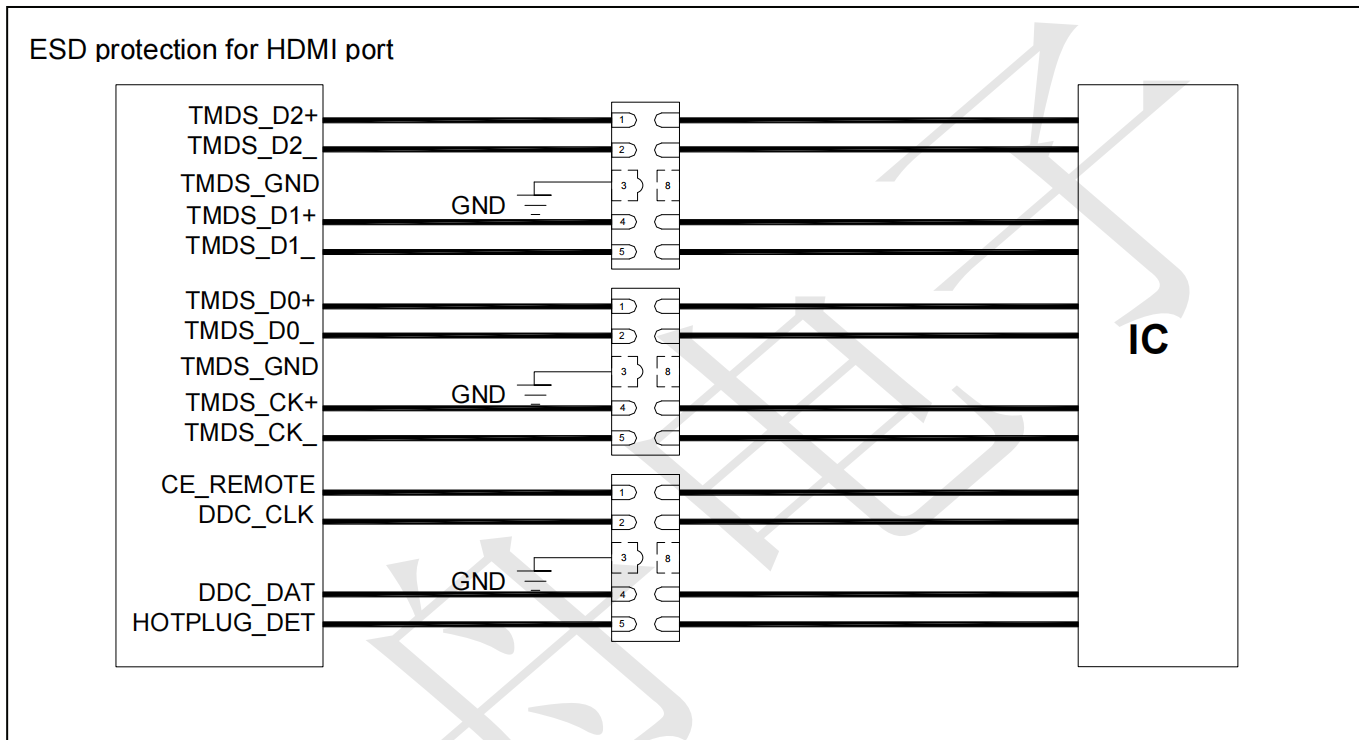 ESD protection for HDMI port
TMDS_D2+
1
TMDS_D2_
2
TMDS_GND
3
8
GND
TMDS_D1+
4
TMDS_D1_
5
TMDS_D0+
1
TMDS_D0_
2
IC
TMDS_GND
3
8
GND
TMDS_CK+
4
TMDS_CK_
5
CE_REMOTE
1
DDC_CLK
2
3
8
GND
DDC_DAT
4
HOTPLUG_DET
5